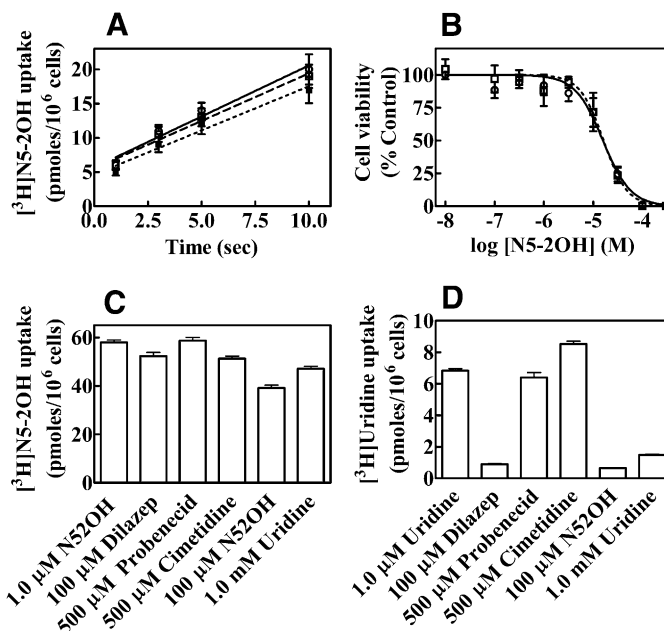 A
B
[³H]N5-2OH uptake
(pmoles/10⁶ cells)
20
15
10
5
0
0.0
2.5
5.0
7.5
10.0
Time (sec)
Cell viability
(% Control)
100
75
50
25
0
-8
-7
-6
-5
-4
log [N5-2OH] (M)
C
D
[³H]N5-2OH uptake
(pmoles/10⁶ cells)
60
40
20
0
1.0 µM N52OH
100 µM Dilazep
500 µM Probenecid
500 µM Cimetidine
100 µM N52OH
1.0 mM Uridine
[³H]Uridine uptake
(pmoles/10⁶ cells)
8
6
4
2
0
1.0 µM Uridine
100 µM Dilazep
500 µM Probenecid
500 µM Cimetidine
100 µM N52OH
1.0 mM Uridine